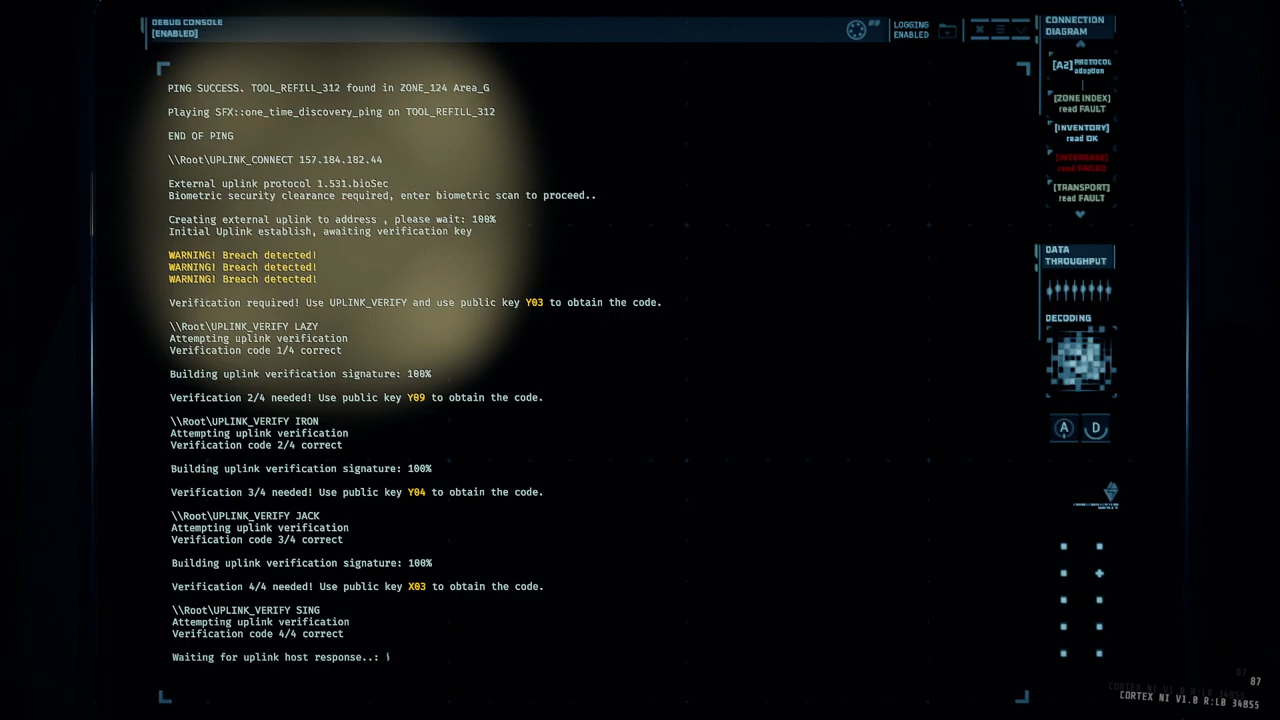 DEBUG CONSOLE
[ENABLED]
LOGGING
ENABLED
PING SUCCESS. TOOL_REFILL_312 found in ZONE_124 Area_G
Playing SFX::one_time_discovery_ping on TOOL_REFILL_312
END OF PING
\\Root\UPLINK_CONNECT 157.184.182.44
External uplink protocol 1.531.bioSec
Biometric security clearance required, enter biometric scan to proceed..
Creating external uplink to address , please wait: 100%
Initial Uplink establish, awaiting verification key
WARNING! Breach detected!
WARNING! Breach detected!
WARNING! Breach detected!
Verification required! Use UPLINK_VERIFY and use public key Y03 to obtain the code.
\\Root\UPLINK_VERIFY LAZY
Attempting uplink verification
Verification code 1/4 correct
Building uplink verification signature: 100%
Verification 2/4 needed! Use public key Y09 to obtain the code.
\\Root\UPLINK_VERIFY IRON
Attempting uplink verification
Verification code 2/4 correct
Building uplink verification signature: 100%
Verification 3/4 needed! Use public key Y04 to obtain the code.
\\Root\UPLINK_VERIFY JACK
Attempting uplink verification
Verification code 3/4 correct
Building uplink verification signature: 100%
Verification 4/4 needed! Use public key X03 to obtain the code.
\\Root\UPLINK_VERIFY SING
Attempting uplink verification
Verification code 4/4 correct
Waiting for uplink host response..:
CONNECTION
DIAGRAM
[A2] PROTOCOL
adoption
[ZONE INDEX]
read FAULT
[INVENTORY]
read OK
read FAILED
[TRANSPORT]
read FAULT
DATA
THROUGHPUT
DECODING
A D
87
CORTEX NI V1.0 R:L0 34855